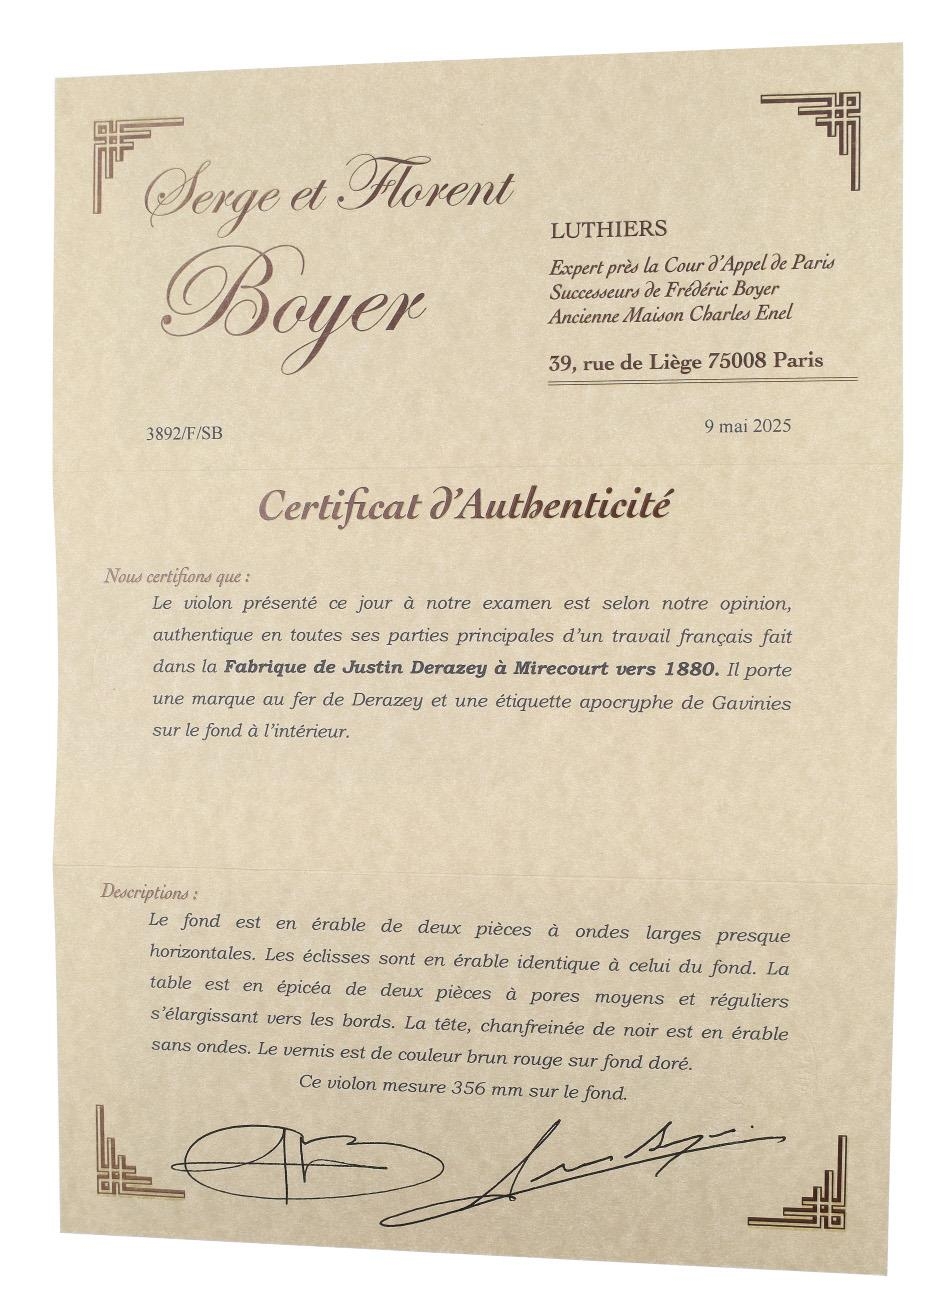 Serge et Florent
Boyer
LUTHIERS
Expert près la Cour d'Appel de Paris
Successeurs de Frédéric Boyer
Ancienne Maison Charles Enel
39, rue de Liège 75008 Paris
3892/F/SB
9 mai 2025
Certificat d'Authenticité
Nous certifions que :
Le violon présenté ce jour à notre examen est selon notre opinion,
authentique en toutes ses parties principales d'un travail français fait
dans la Fabrique de Justin Derazey à Mirecourt vers 1880. Il porte
une marque au fer de Derazey et une étiquette apocryphe de Gavinies
sur le fond à l'intérieur.
Descriptions :
Le fond est en érable de deux pièces à ondes larges presque
horizontales. Les éclisses sont en érable identique à celui du fond. La
table est en épicéa de deux pièces à pores moyens et réguliers
s'élargissant vers les bords. La tête, chanfreinée de noir est en érable
sans ondes. Le vernis est de couleur brun rouge sur fond doré.
Ce violon mesure 356 mm sur le fond.